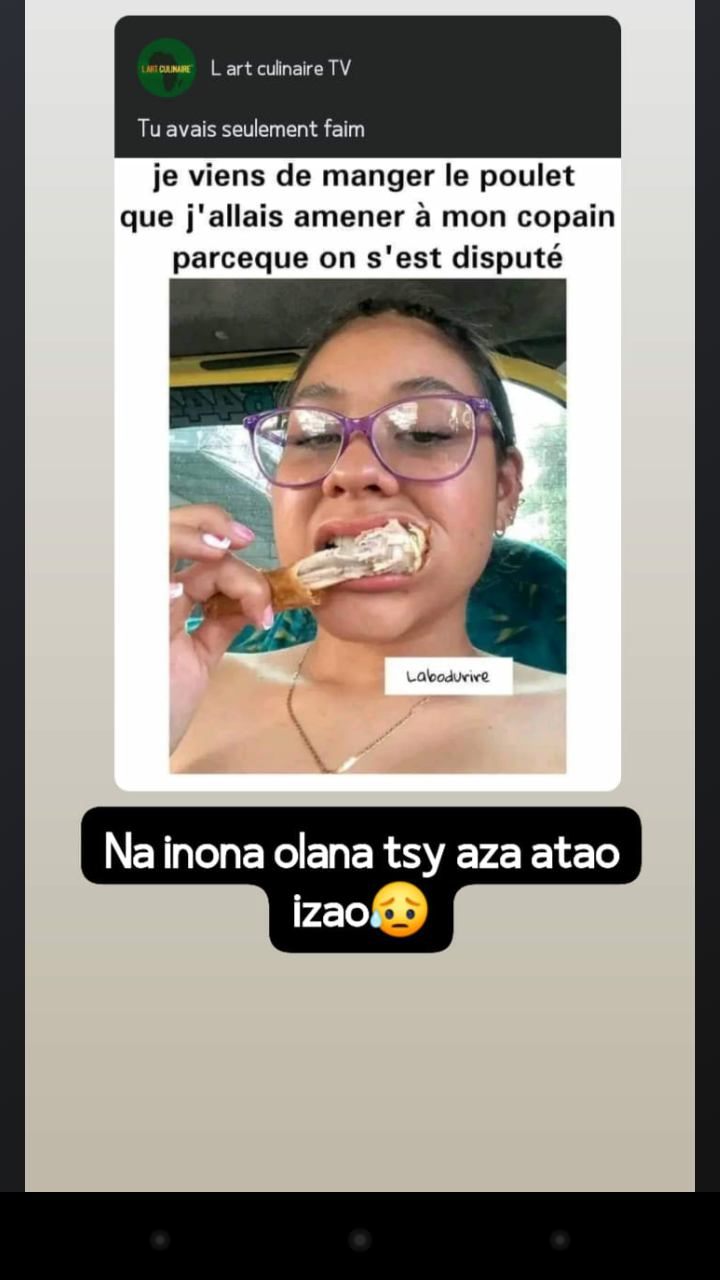 L ART CULINAIRE
L art culinaire TV
Tu avais seulement faim
je viens de manger le poulet
que j'allais amener à mon copain
parceque on s'est disputé
Labodurire
Na inona olana tsy aza atao
izao😥